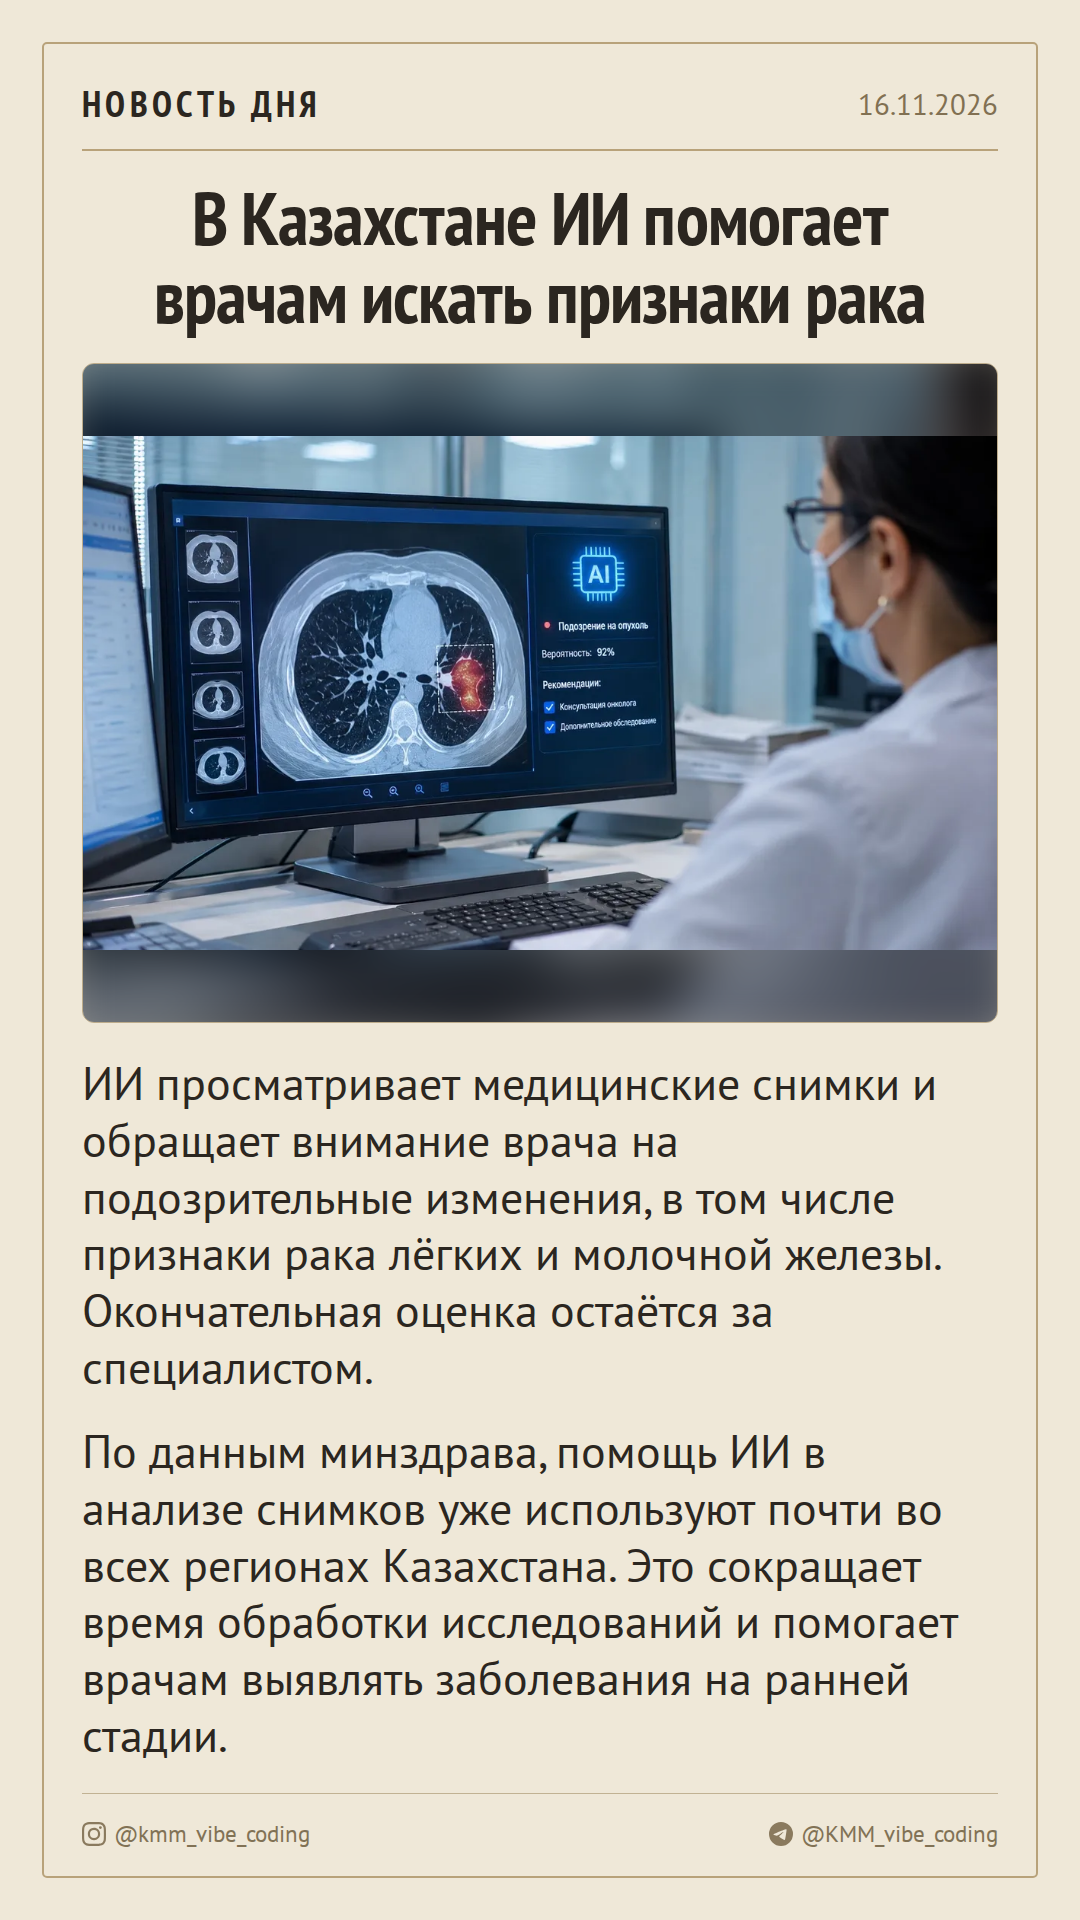 НОВОСТЬ ДНЯ
16.11.2026
В Казахстане ИИ помогает
врачам искать признаки рака
AI
Подозрение на опухоль
Вероятность: 92%
Рекомендации:
Консультация онколога
Дополнительное обследование
ИИ просматривает медицинские снимки и
обращает внимание врача на
подозрительные изменения, в том числе
признаки рака лёгких и молочной железы.
Окончательная оценка остаётся за
специалистом.
По данным минздрава, помощь ИИ в
анализе снимков уже используют почти во
всех регионах Казахстана. Это сокращает
время обработки исследований и помогает
врачам выявлять заболевания на ранней
стадии.
@kmm_vibe_coding
@KMM_vibe_coding